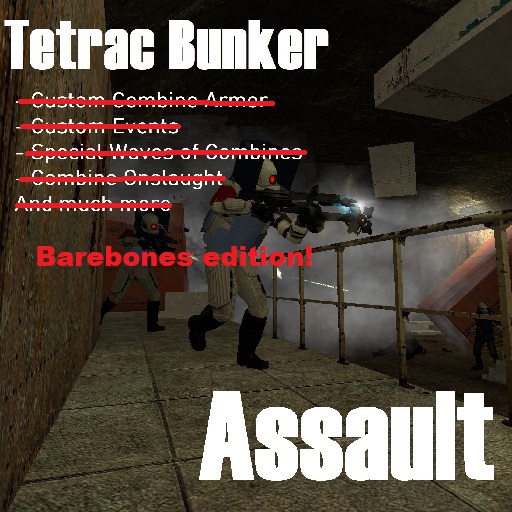 Tetrac Bunker
- Custom Combine Armor
- Custom Events
- Special Waves of Combines
- Combine Onslaught
And much more
Barebones edition!
Assault